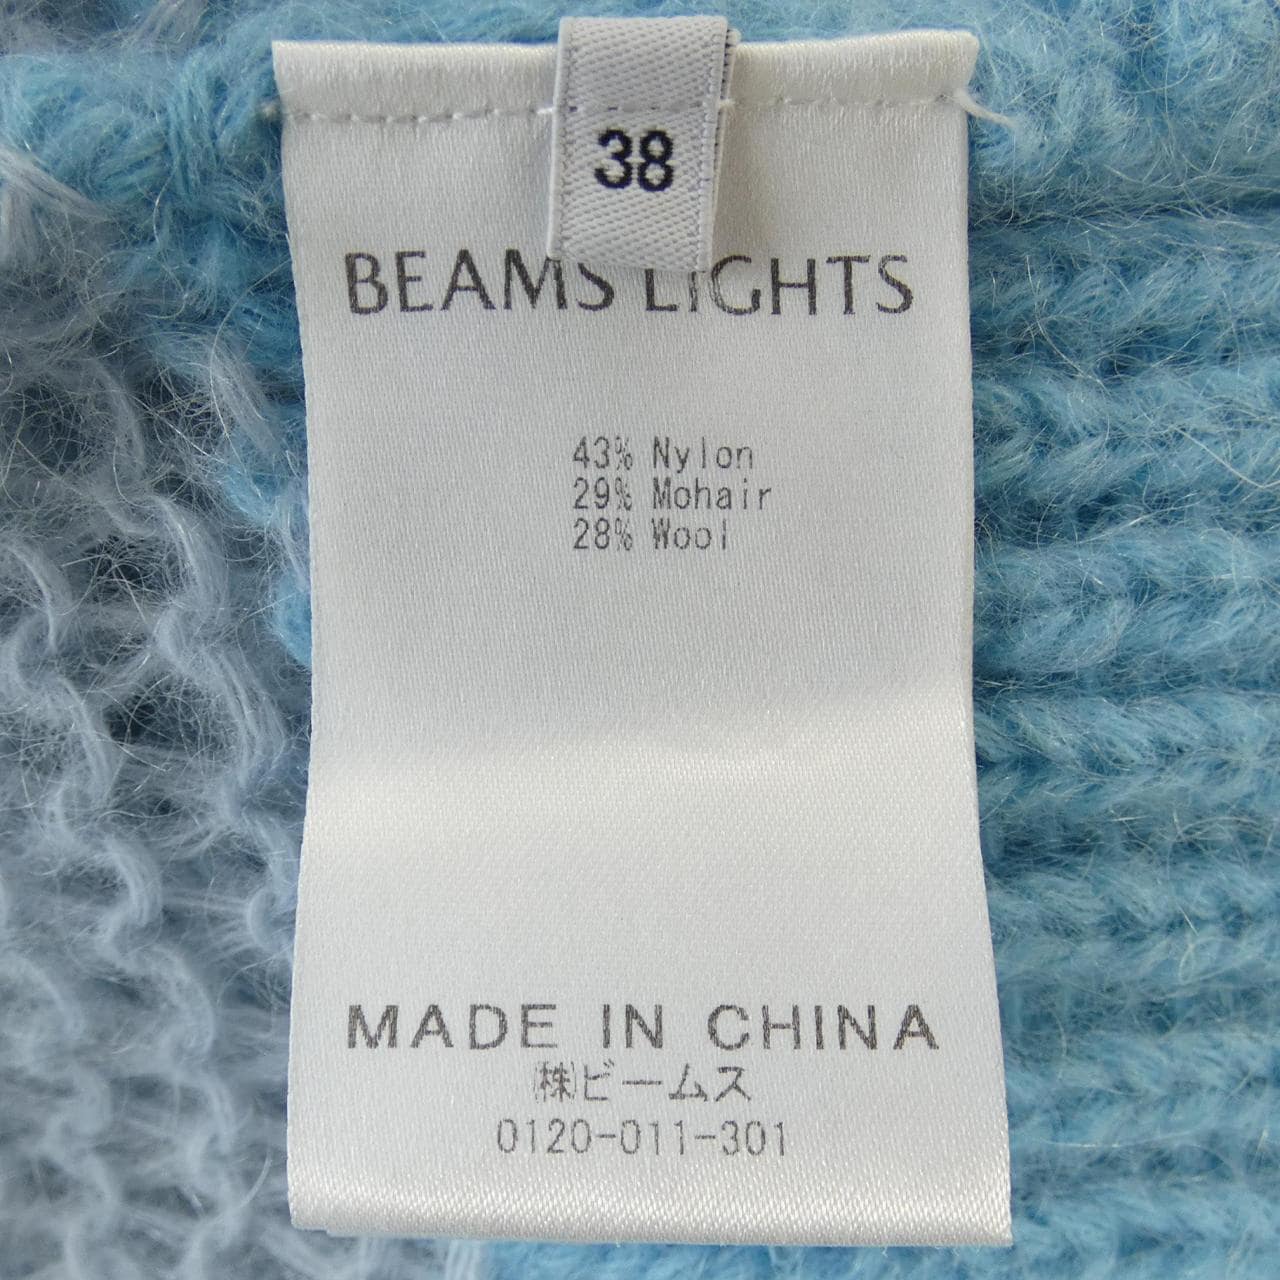 38
BEAMS LIGHTS
43% Nylon
29% Mohair
28% Wool
MADE IN CHINA
㈱ビームス
0120-011-301